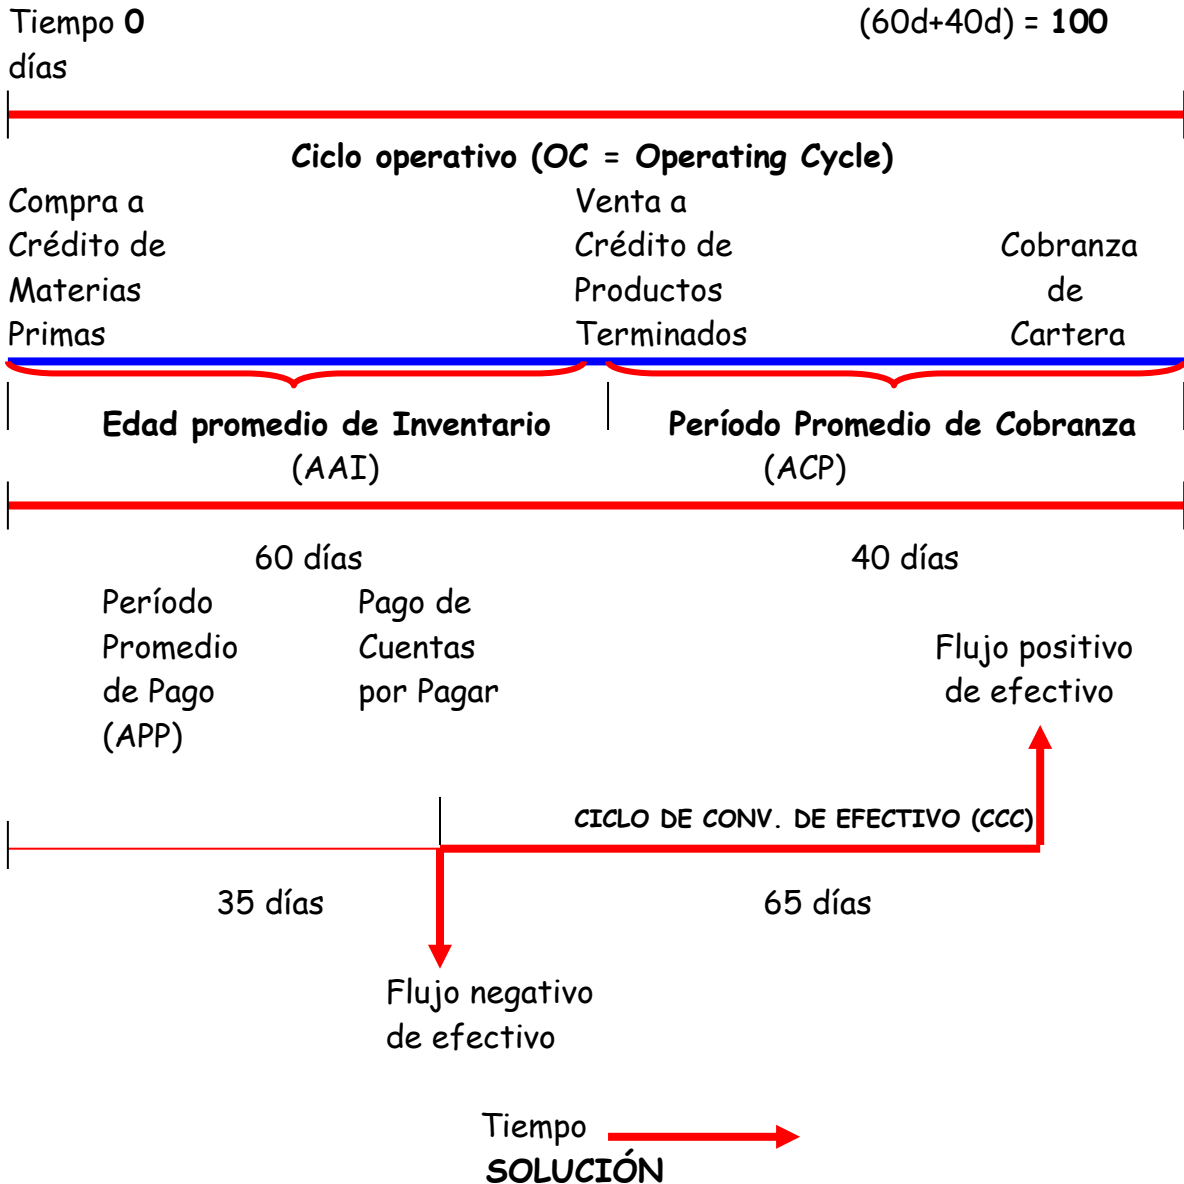 Tiempo 0 (60d+40d) = 100
días
Ciclo operativo (OC = Operating Cycle)
Compra a
Crédito de
Materias
Primas
Venta a
Crédito de
Productos
Terminados
Cobranza
de
Cartera
Edad promedio de Inventario
(AAI)
Período Promedio de Cobranza
(ACP)
60 días
40 días
Período
Promedio
de Pago
(APP)
Pago de
Cuentas
por Pagar
Flujo positivo
de efectivo
CICLO DE CONV. DE EFECTIVO (CCC)
35 días
65 días
Flujo negativo
de efectivo
Tiempo
SOLUCIÓN